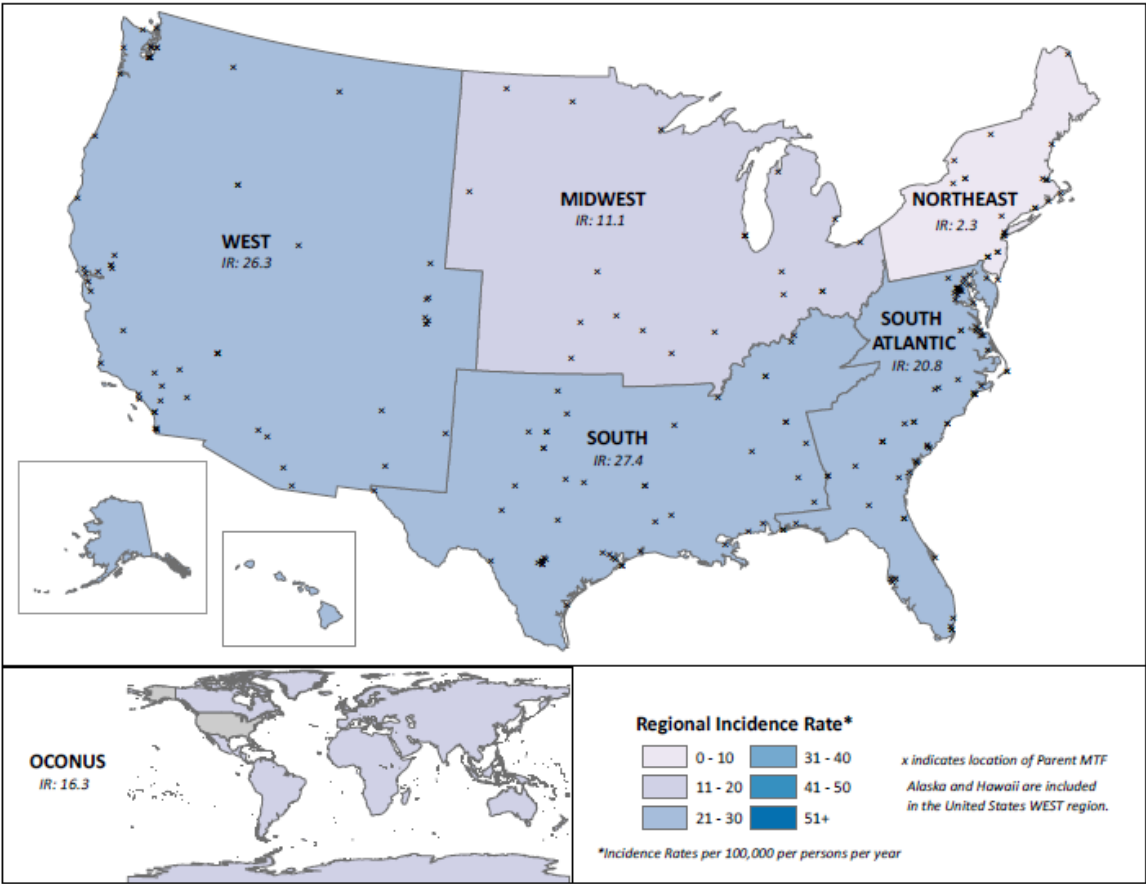 MIDWEST
IR: 11.1
NORTHEAST
IR: 2.3
WEST
IR: 26.3
SOUTH
ATLANTIC
IR: 20.8
SOUTH
IR: 27.4
OCONUS
IR: 16.3
Regional Incidence Rate*
0 - 10
31 - 40
11 - 20
41 - 50
21 - 30
51+
x indicates location of Parent MTF
Alaska and Hawaii are included
in the United States WEST region.
*Incidence Rates per 100,000 per persons per year